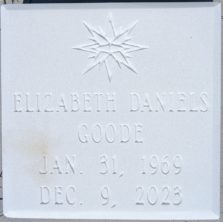 ELIZABETH DANIELS
GOODE
JAN. 31, 1969
DEC. 9, 2023